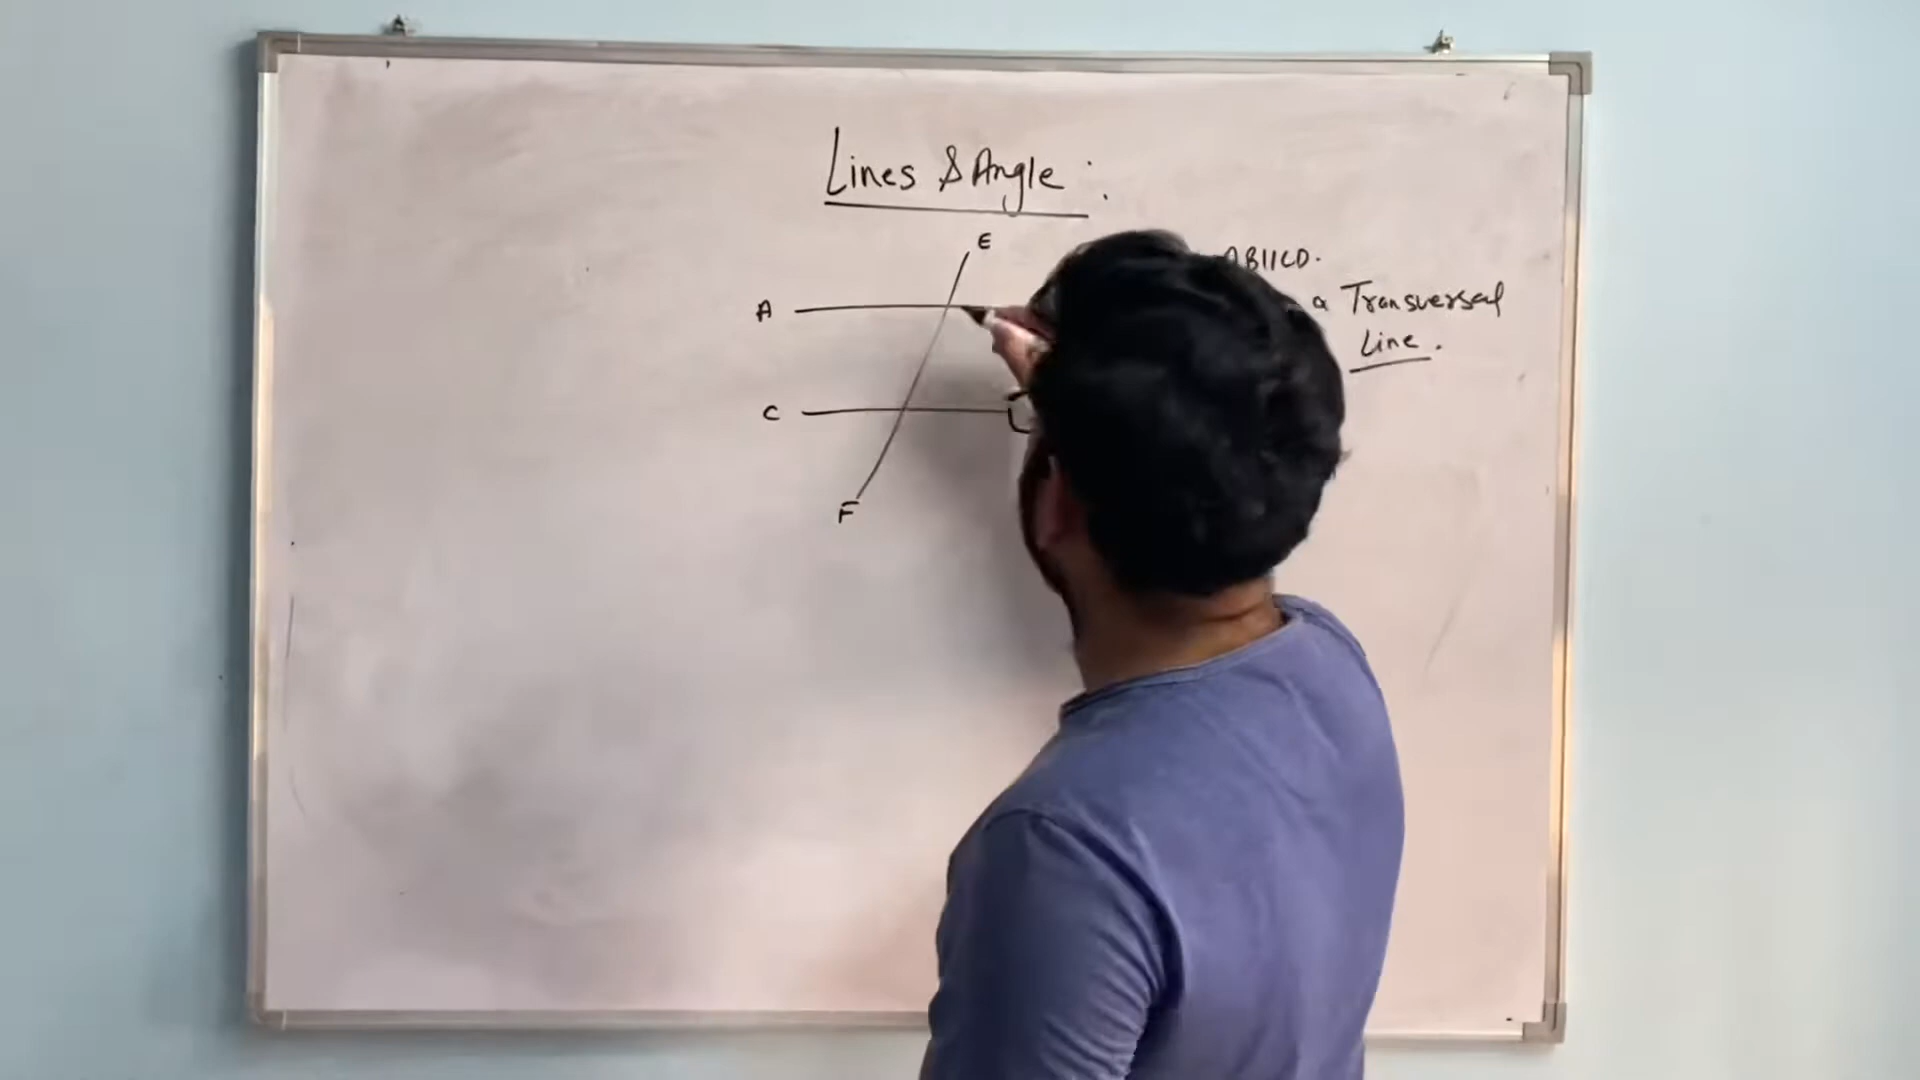 Lines & Angle :
E
AB||CD.
A
a Transversal
Line.
C
F